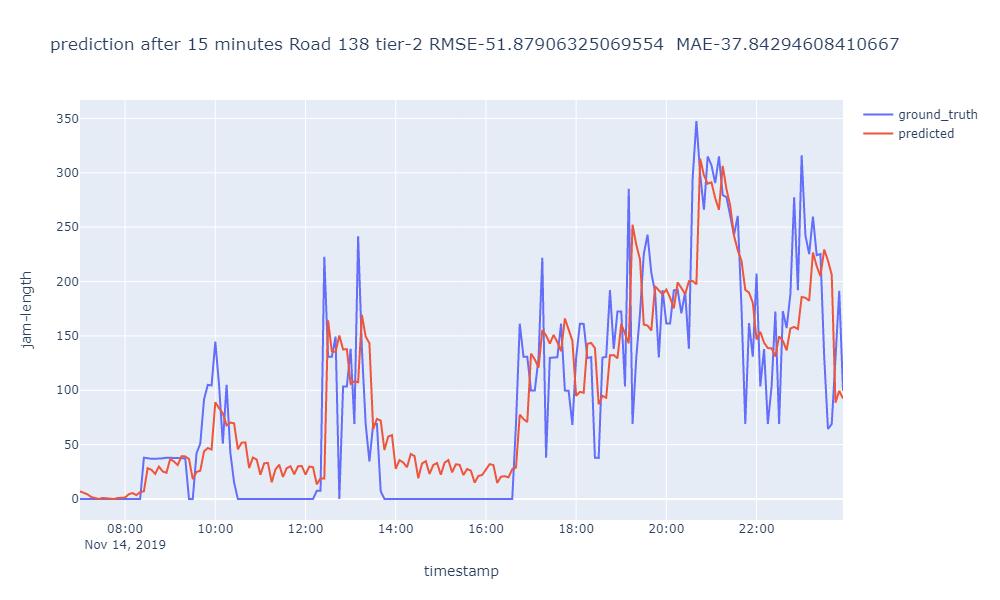 prediction after 15 minutes Road 138 tier-2 RMSE-51.87906325069554  MAE-37.84294608410667
ground_truth
predicted
350
300
250
200
150
100
50
0
jam-length
08:00 10:00 12:00 14:00 16:00 18:00 20:00 22:00
Nov 14, 2019
timestamp